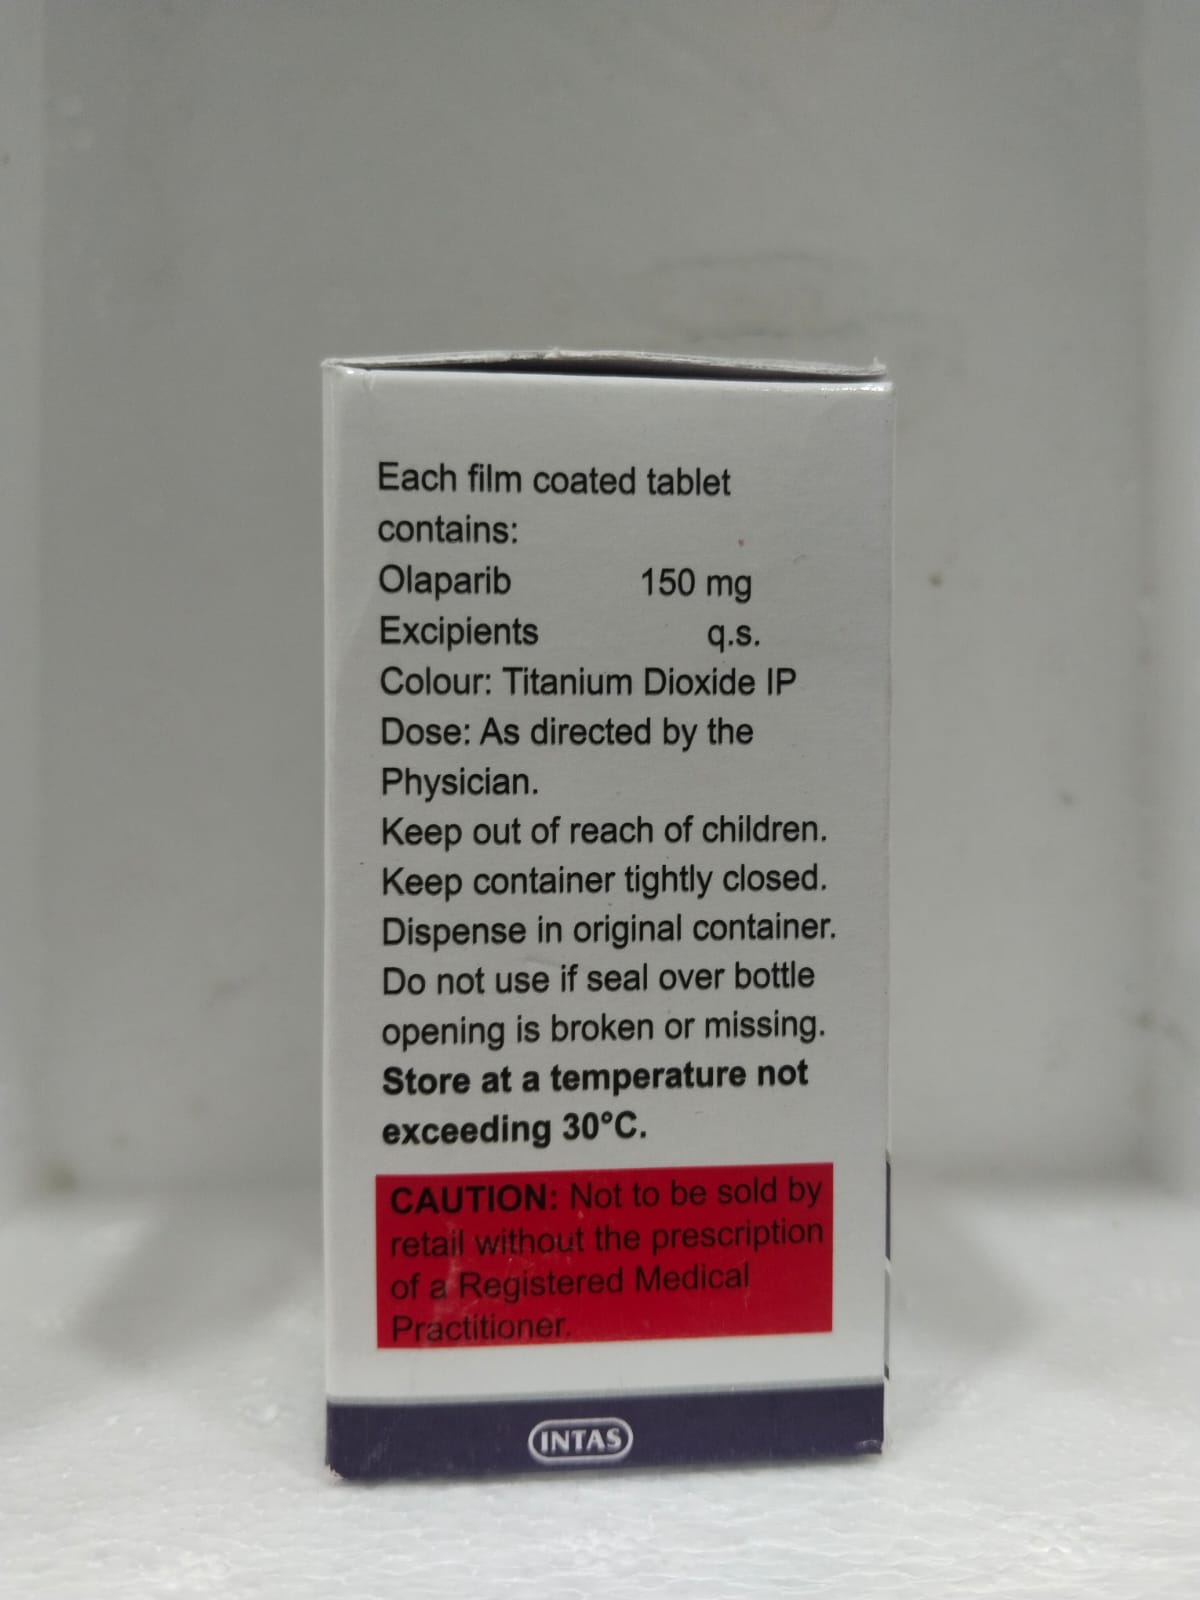 Each film coated tablet
contains:
Olaparib 150 mg
Excipients q.s.
Colour: Titanium Dioxide IP
Dose: As directed by the
Physician.
Keep out of reach of children.
Keep container tightly closed.
Dispense in original container.
Do not use if seal over bottle
opening is broken or missing.
Store at a temperature not
exceeding 30°C.
CAUTION: Not to be sold by
retail without the prescription
of a Registered Medical
Practitioner.
INTAS